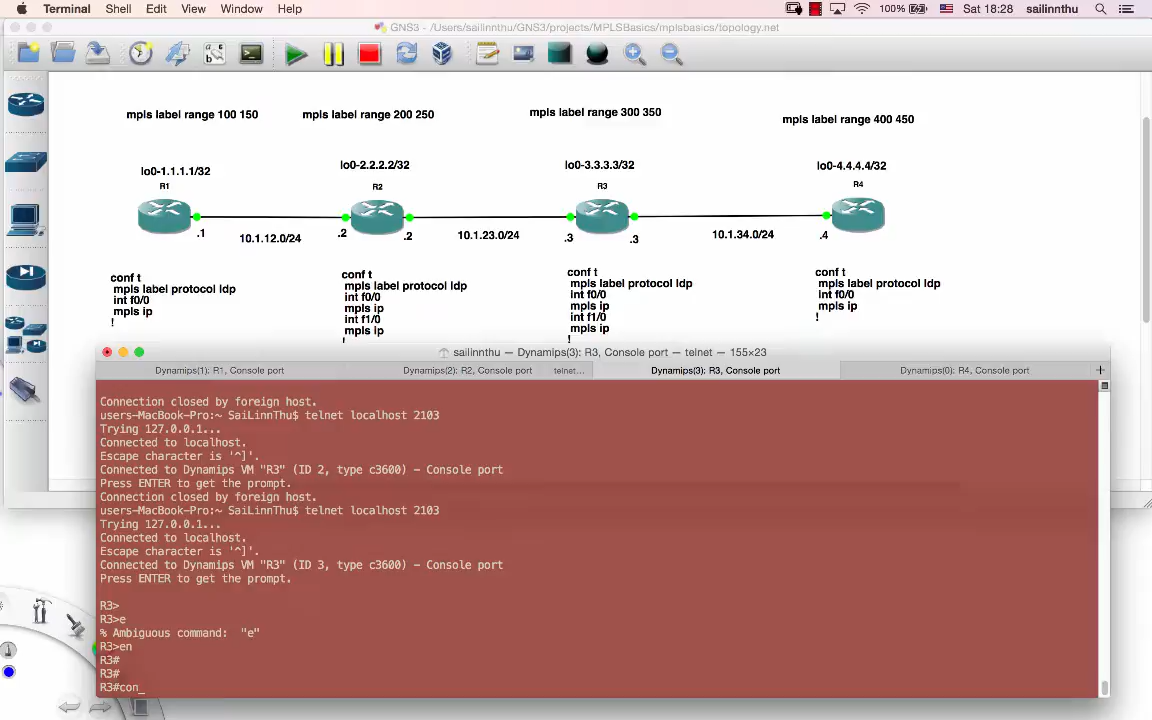 Terminal Shell Edit View Window Help 100% Sat 18:28 sailinnthu
GNS3 - /Users/sailinnthu/GNS3/projects/MPLSBasics/mplsbasics/topology.net
mpls label range 100 150
mpls label range 200 250
mpls label range 300 350
mpls label range 400 450
lo0-1.1.1.1/32
lo0-2.2.2.2/32
lo0-3.3.3.3/32
lo0-4.4.4.4/32
R1
R2
R3
R4
.1
10.1.12.0/24
.2
.2
10.1.23.0/24
.3
.3
10.1.34.0/24
.4
conf t
mpls label protocol ldp
int f0/0
mpls ip
!
conf t
mpls label protocol ldp
int f0/0
mpls ip
int f1/0
mpls ip
!
conf t
mpls label protocol ldp
int f0/0
mpls ip
int f1/0
mpls ip
!
conf t
mpls label protocol ldp
int f0/0
mpls ip
!
sailinnthu — Dynamips(3): R3, Console port — telnet — 155×23
Dynamips(1): R1, Console port
Dynamips(2): R2, Console port telnet...
Dynamips(3): R3, Console port
Dynamips(0): R4, Console port
+
Connection closed by foreign host.
users-MacBook-Pro:~ SaiLinnThu$ telnet localhost 2103
Trying 127.0.0.1...
Connected to localhost.
Escape character is '^]'.
Connected to Dynamips VM "R3" (ID 2, type c3600) - Console port
Press ENTER to get the prompt.
Connection closed by foreign host.
users-MacBook-Pro:~ SaiLinnThu$ telnet localhost 2103
Trying 127.0.0.1...
Connected to localhost.
Escape character is '^]'.
Connected to Dynamips VM "R3" (ID 3, type c3600) - Console port
Press ENTER to get the prompt.
R3>
R3>e
% Ambiguous command:  "e"
R3>en
R3#
R3#
R3#con_